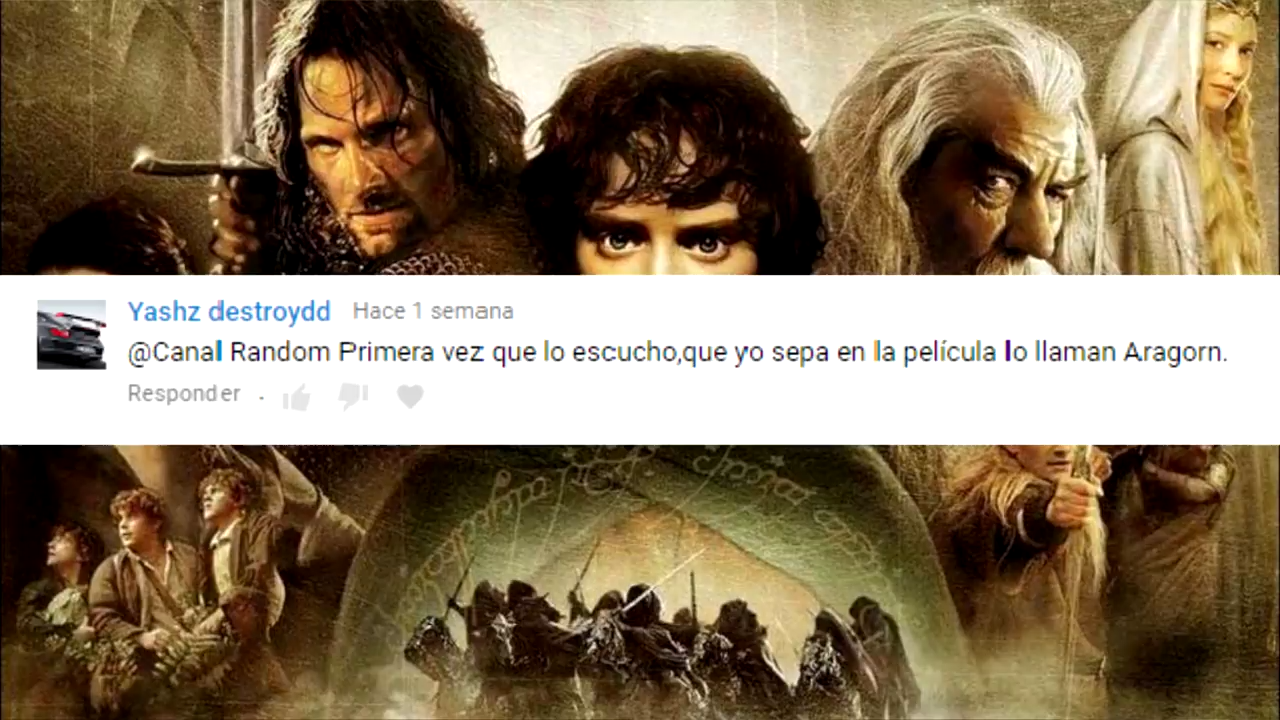 Yashz destroydd Hace 1 semana
@Canal Random Primera vez que lo escucho,que yo sepa en la película lo llaman Aragorn.
Responder .